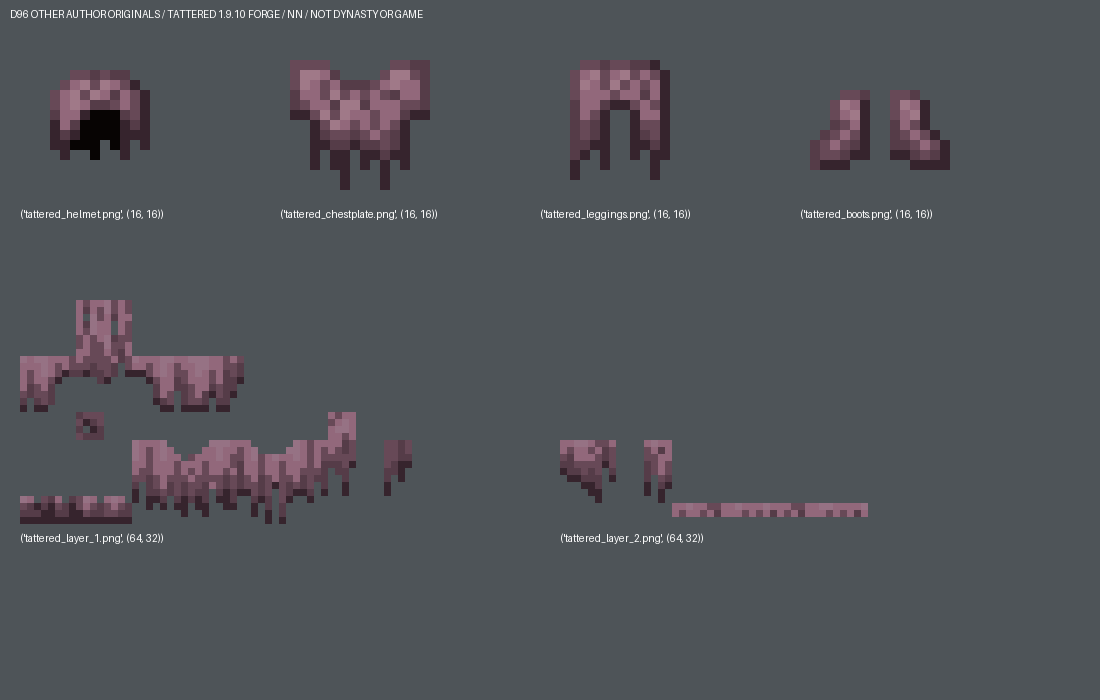 D96 OTHER AUTHOR ORIGINALS / TATTERED 1.9.10 FORGE / NN / NOT DYNASTY OR GAME
('tattered_helmet.png', (16, 16))
('tattered_chestplate.png', (16, 16))
('tattered_leggings.png', (16, 16))
('tattered_boots.png', (16, 16))
('tattered_layer_1.png', (64, 32))
('tattered_layer_2.png', (64, 32))